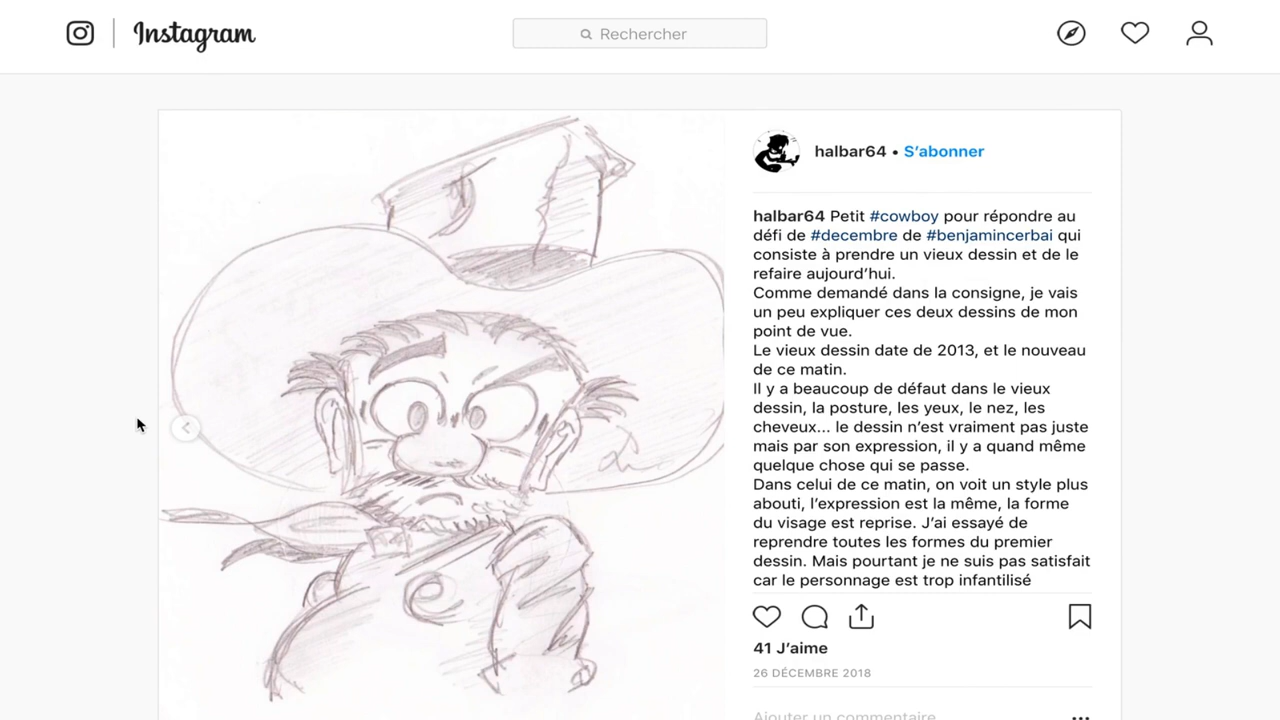 Instagram
Rechercher
halbar64 • S’abonner
halbar64 Petit #cowboy pour répondre au
défi de #decembre de #benjamincerbai qui
consiste à prendre un vieux dessin et de le
refaire aujourd’hui.
Comme demandé dans la consigne, je vais
un peu expliquer ces deux dessins de mon
point de vue.
Le vieux dessin date de 2013, et le nouveau
de ce matin.
Il y a beaucoup de défaut dans le vieux
dessin, la posture, les yeux, le nez, les
cheveux... le dessin n’est vraiment pas juste
mais par son expression, il y a quand même
quelque chose qui se passe.
Dans celui de ce matin, on voit un style plus
abouti, l’expression est la même, la forme
du visage est reprise. J’ai essayé de
reprendre toutes les formes du premier
dessin. Mais pourtant je ne suis pas satisfait
car le personnage est trop infantilisé
41 J’aime
26 DÉCEMBRE 2018
Ajouter un commentaire